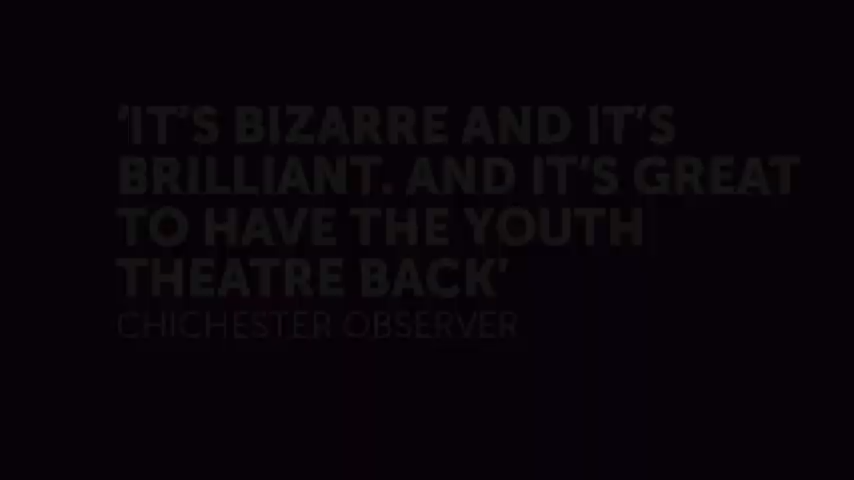 'IT'S BIZARRE AND IT'S
BRILLIANT. AND IT'S GREAT
TO HAVE THE YOUTH
THEATRE BACK'
CHICHESTER OBSERVER